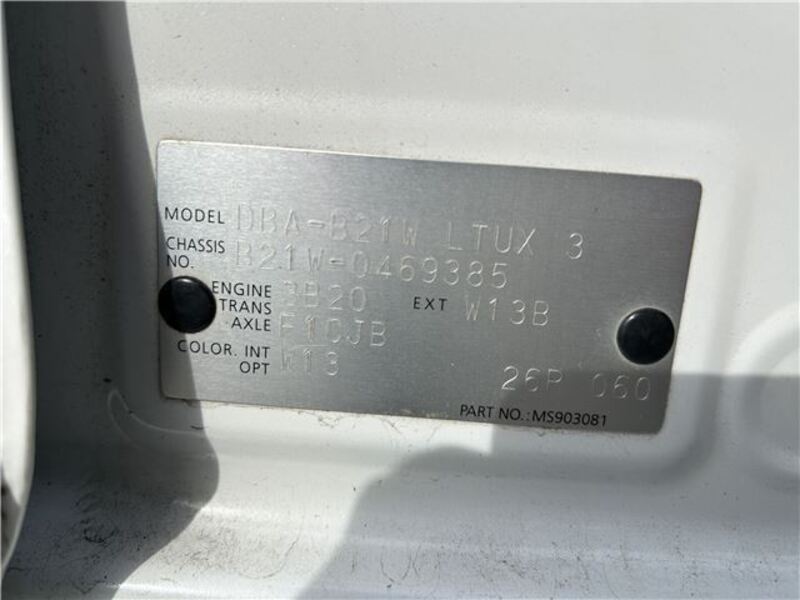 MODEL DBA-B21W LTUX 3
CHASSIS NO. B21W-0469385
ENGINE 3B20 EXT W13B
TRANS AXLE F1CJB
COLOR. INT OPT W13
26P 060
PART NO.:MS903081